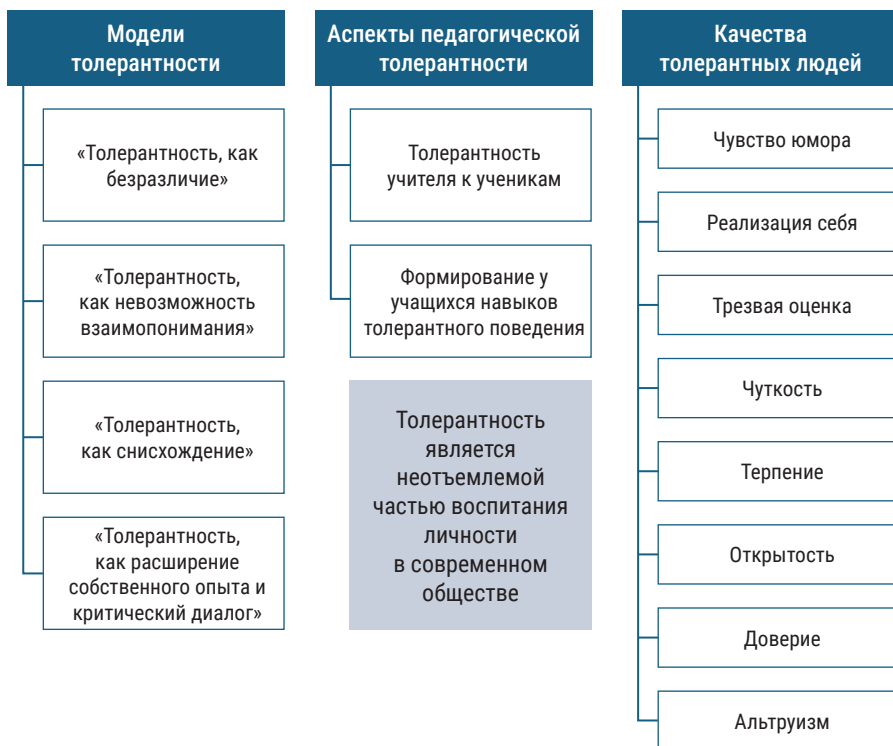 Модели
толерантности
«Толерантность, как
безразличие»
«Толерантность,
как невозможность
взаимопонимания»
«Толерантность,
как снисхождение»
«Толерантность,
как расширение
собственного опыта и
критический диалог»
Аспекты педагогической
толерантности
Толерантность
учителя к ученикам
Формирование у
учащихся навыков
толерантного поведения
Толерантность
является
неотъемлемой
частью воспитания
личности
в современном
обществе
Качества
толерантных людей
Чувство юмора
Реализация себя
Трезвая оценка
Чуткость
Терпение
Открытость
Доверие
Альтруизм